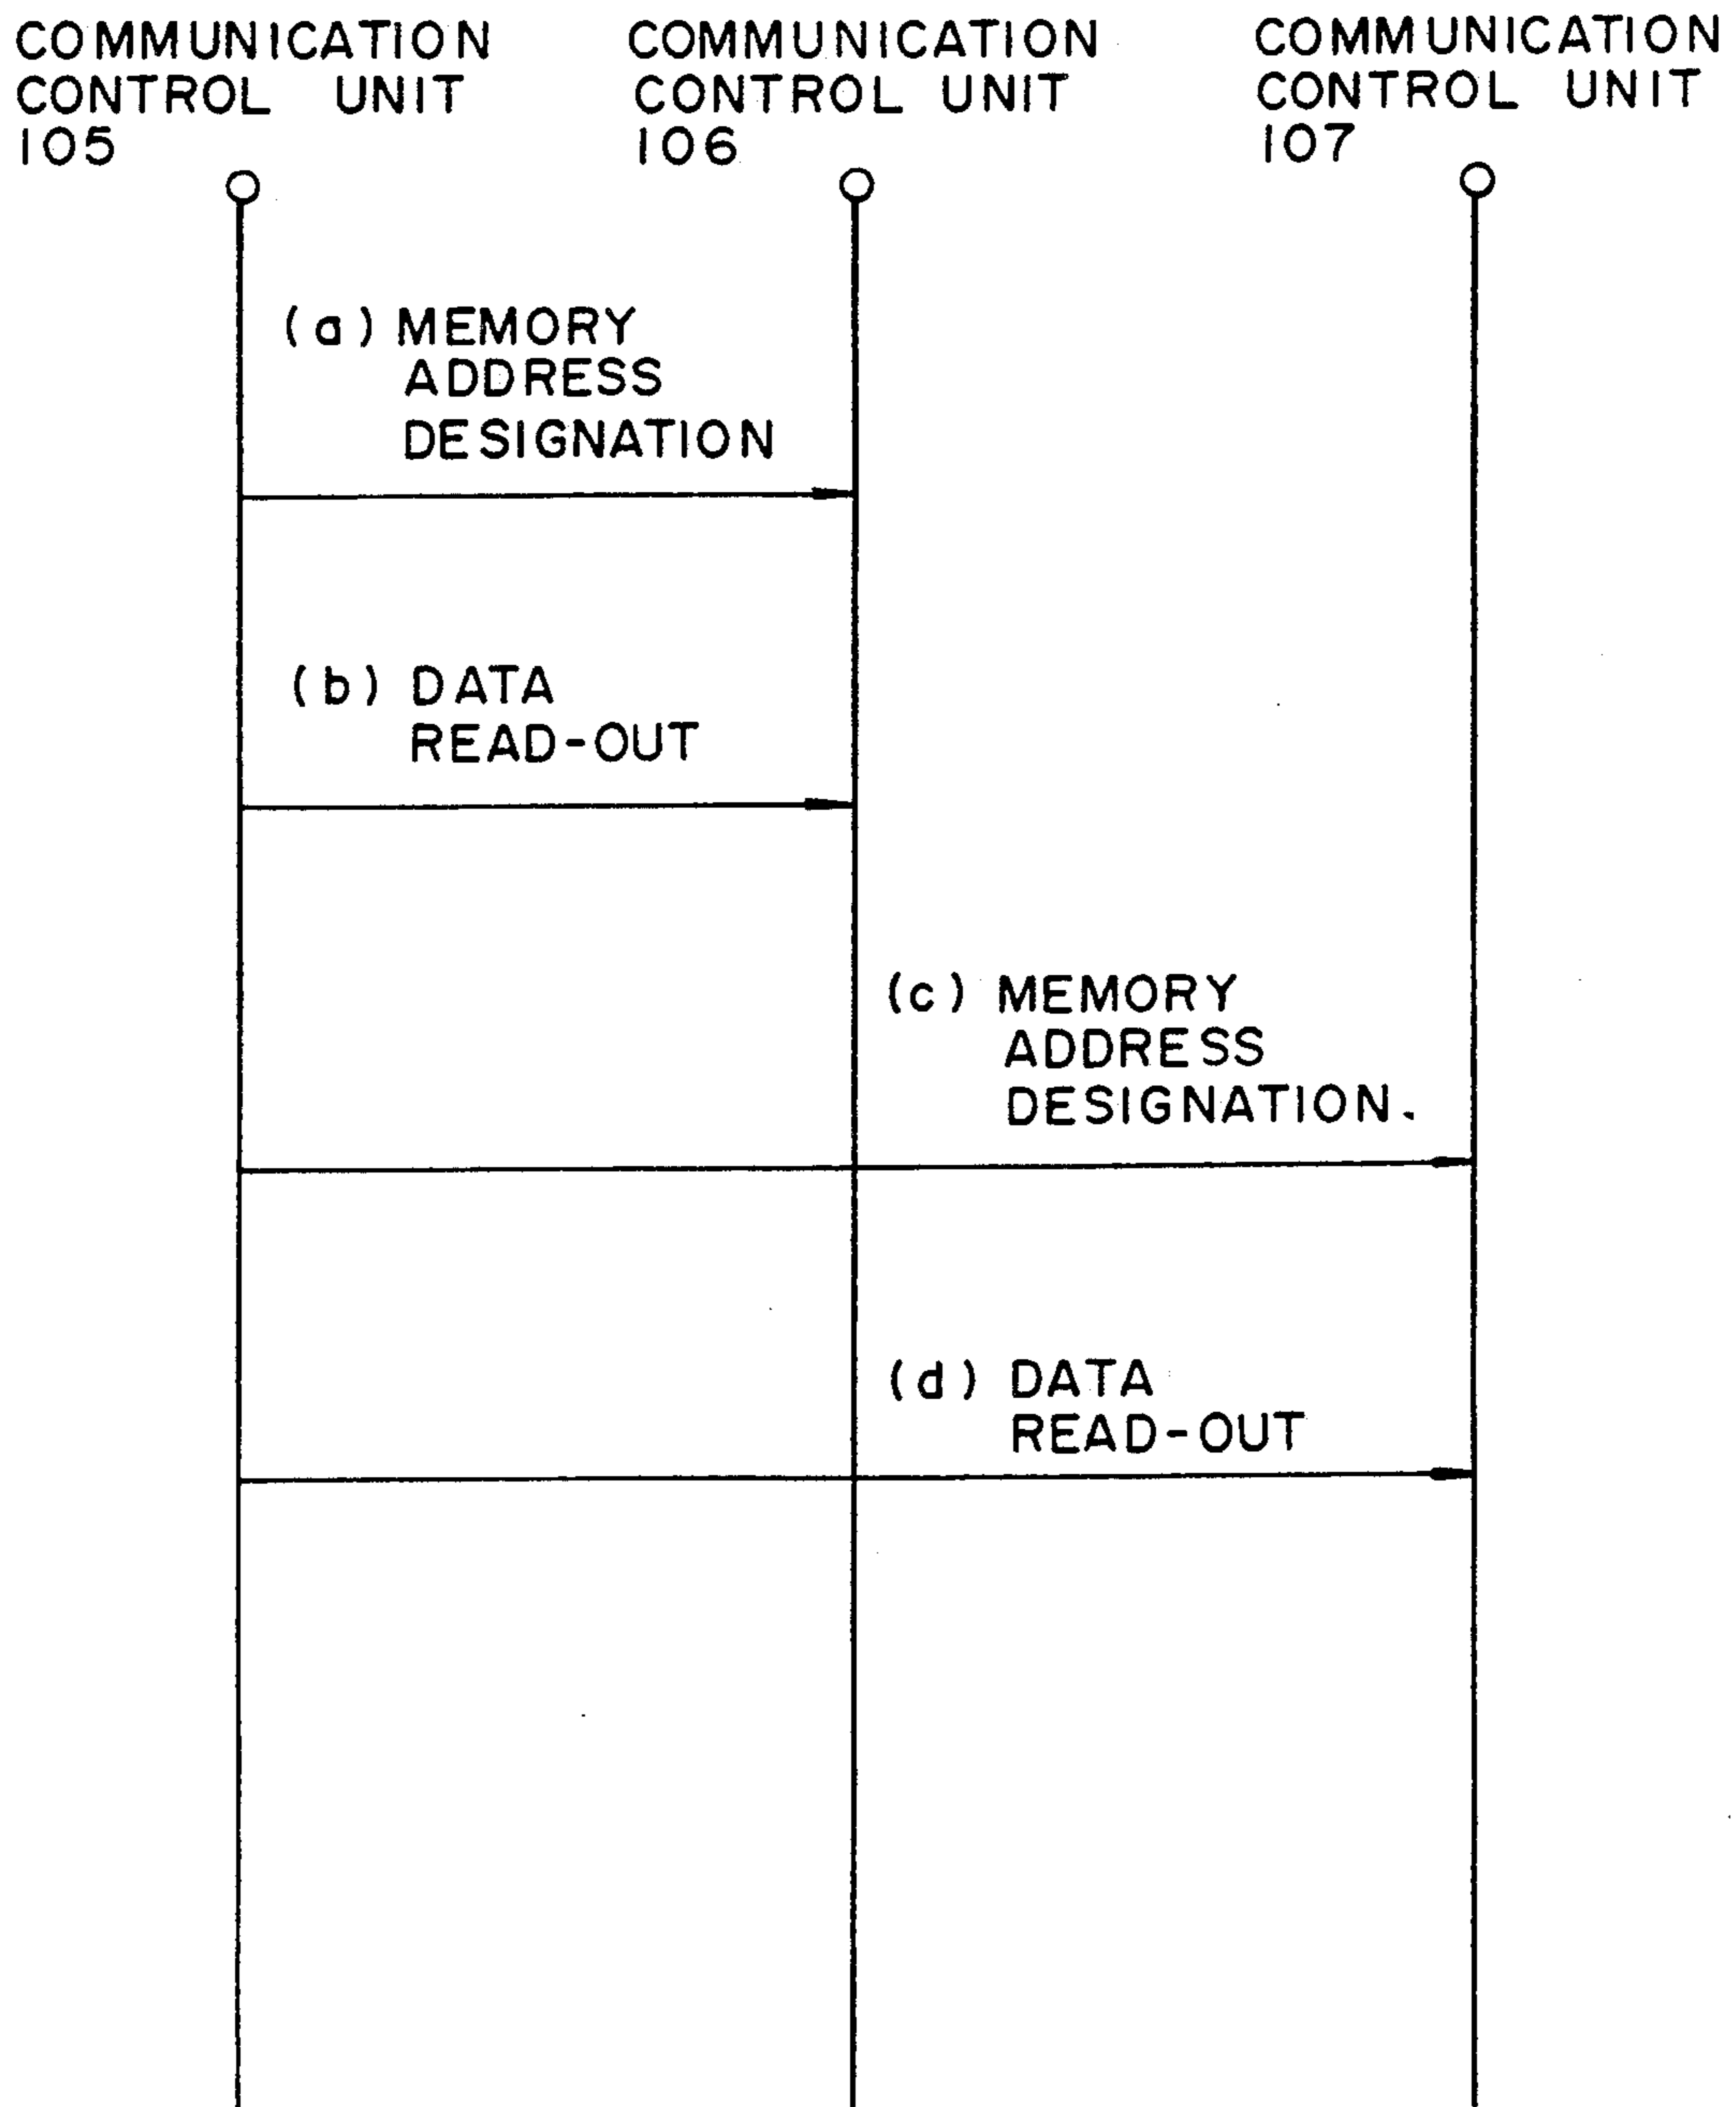 COMMUNICATION
CONTROL UNIT
105
COMMUNICATION
CONTROL UNIT
106
COMMUNICATION
CONTROL UNIT
107
(a) MEMORY
ADDRESS
DESIGNATION
(b) DATA
READ-OUT
(c) MEMORY
ADDRESS
DESIGNATION.
(d) DATA
READ-OUT